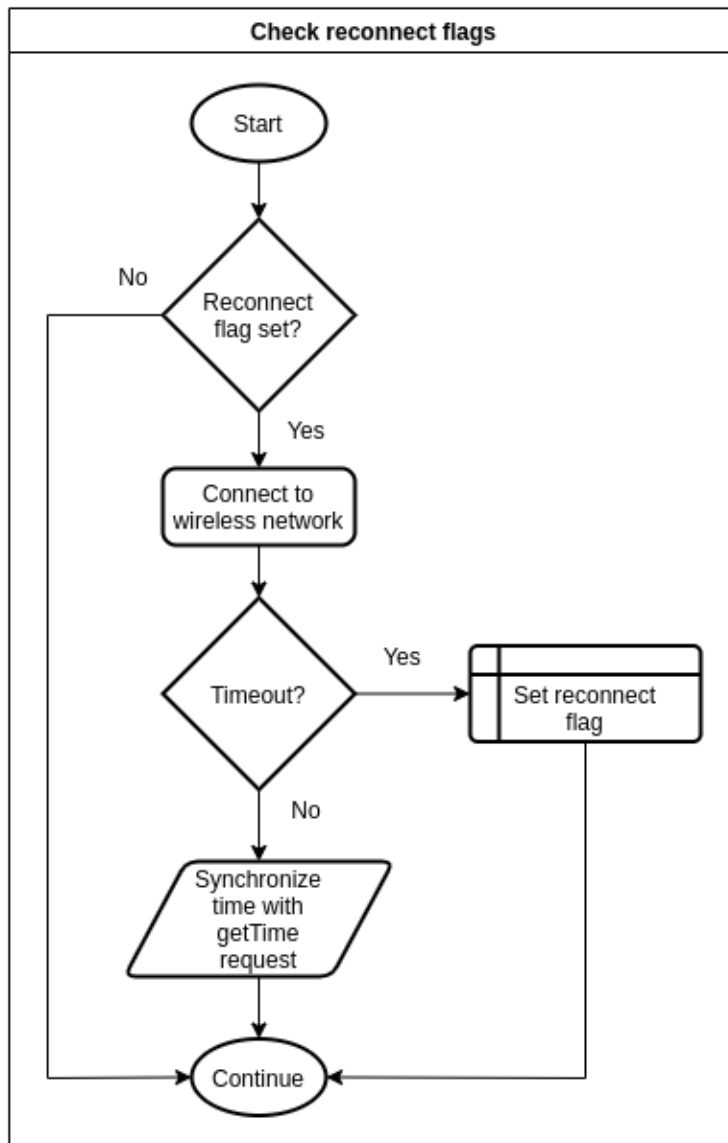 Check reconnect flags
Start
No
Reconnect
flag set?
Yes
Connect to
wireless network
Timeout?
Yes
Set reconnect
flag
No
Synchronize
time with
getTime
request
Continue